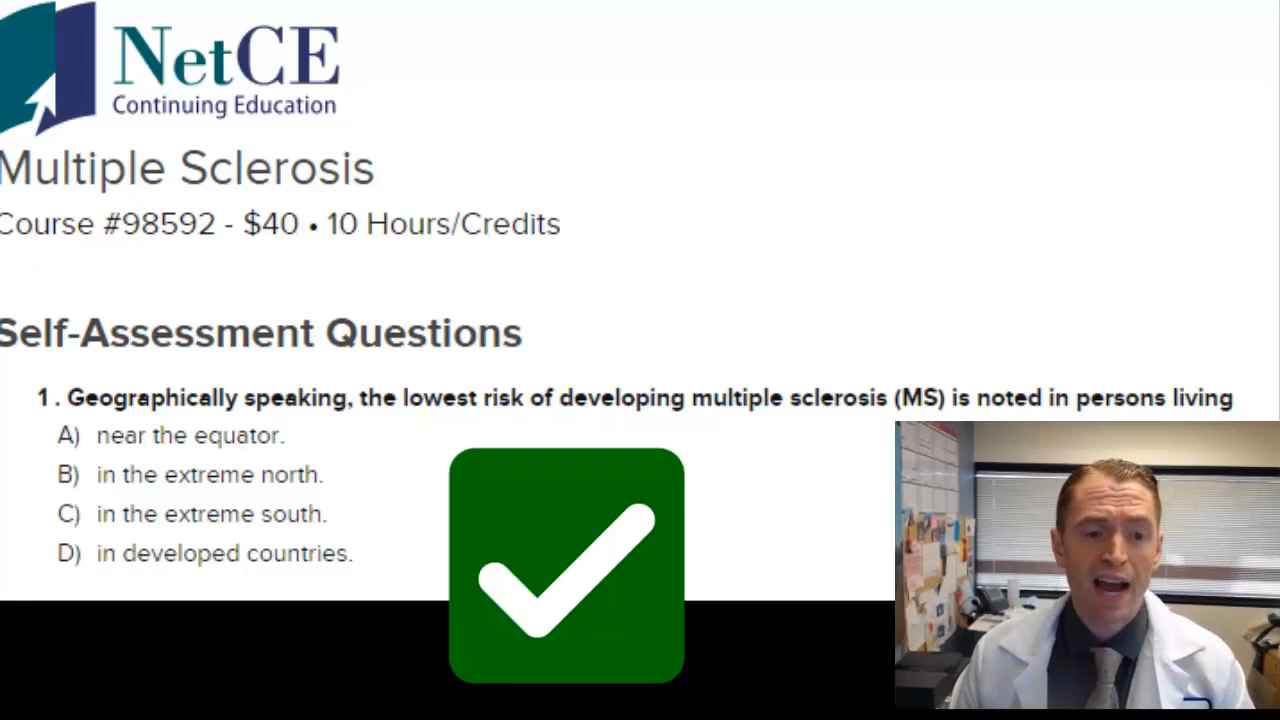 NetCE
Continuing Education
Multiple Sclerosis
Course #98592 - $40 • 10 Hours/Credits
Self-Assessment Questions
1. Geographically speaking, the lowest risk of developing multiple sclerosis (MS) is noted in persons living
A) near the equator.
B) in the extreme north.
C) in the extreme south.
D) in developed countries.